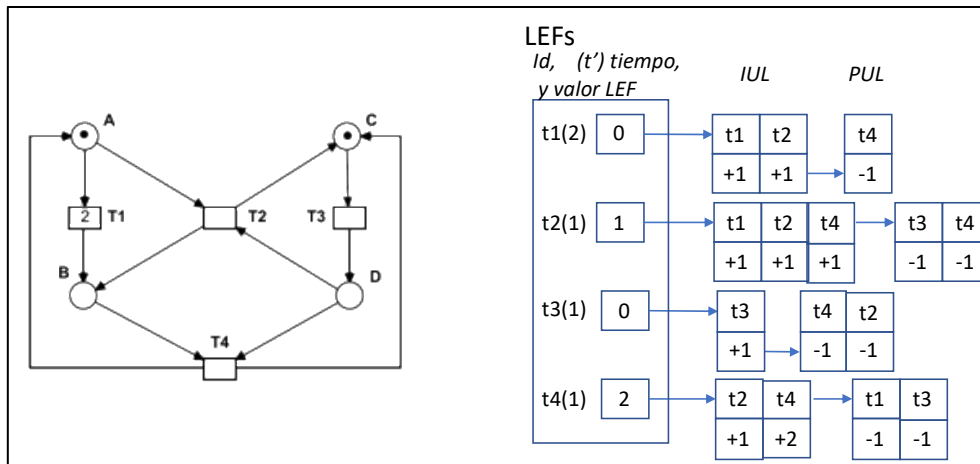 A
C
2
T1
T2
T3
B
D
T4
LEFs
Id, (t’) tiempo,
y valor LEF
IUL
PUL
t1(2) 0 t1 t2 t4
+1 +1 -1
t2(1) 1 t1 t2 t4 t3 t4
+1 +1 +1 -1 -1
t3(1) 0 t3 t4 t2
+1 -1 -1
t4(1) 2 t2 t4 t1 t3
+1 +2 -1 -1